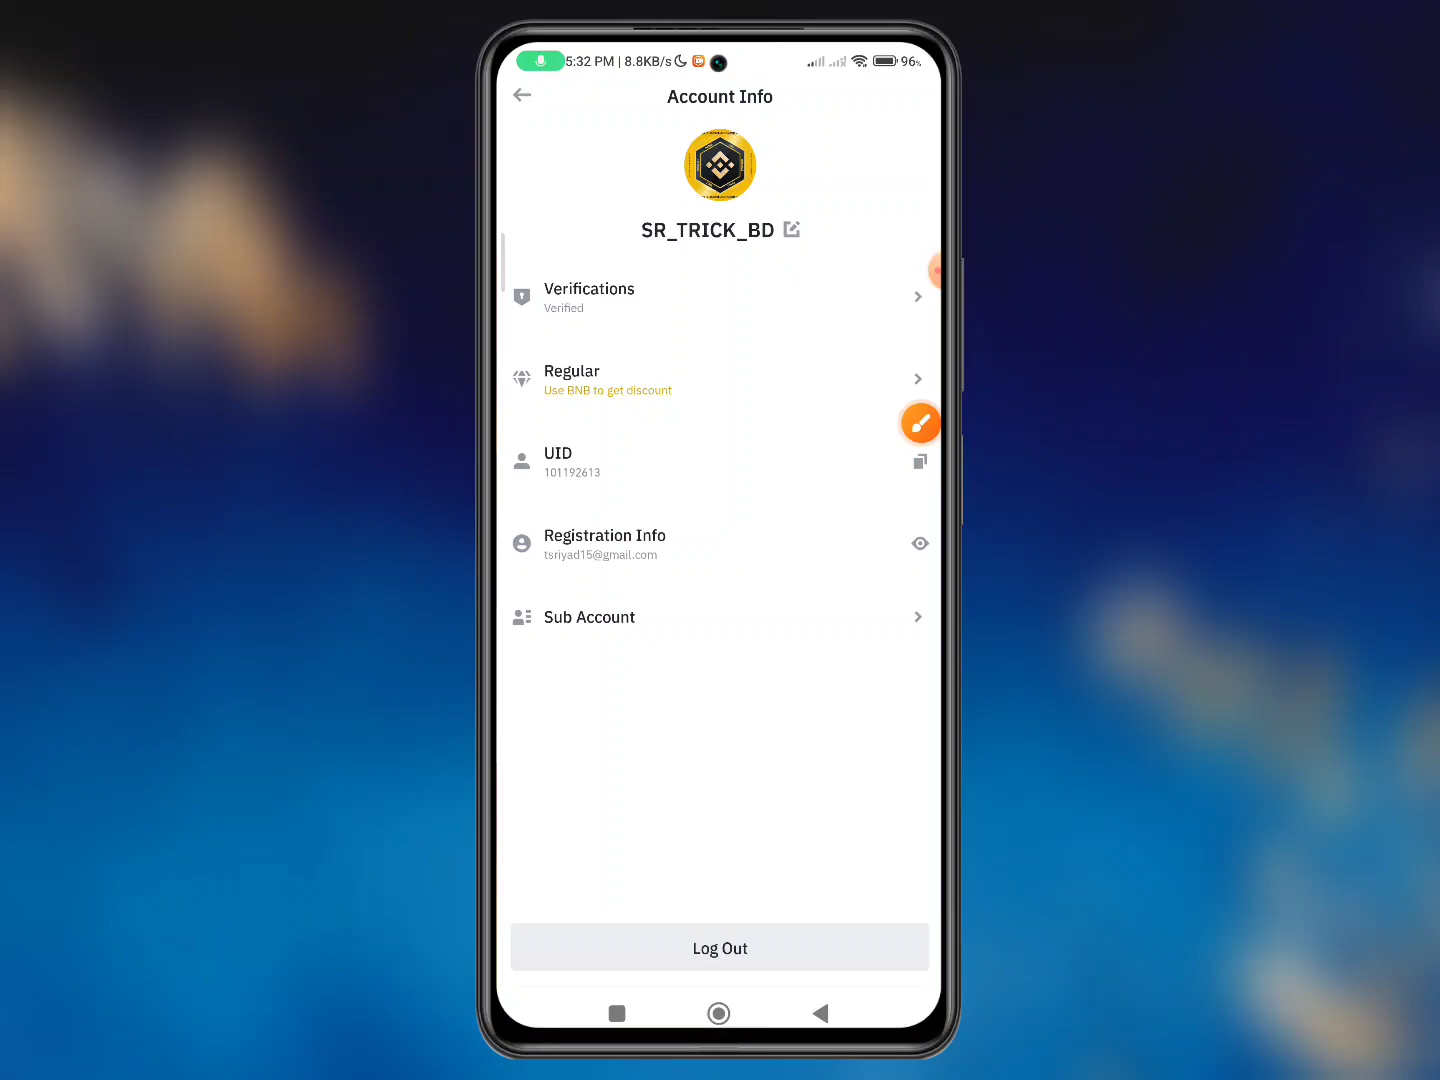 5:32 PM | 8.8KB/s 96%
Account Info
SR_TRICK_BD
Verifications
Verified
Regular
Use BNB to get discount
UID
101192613
Registration Info
tsriyad15@gmail.com
Sub Account
Log Out